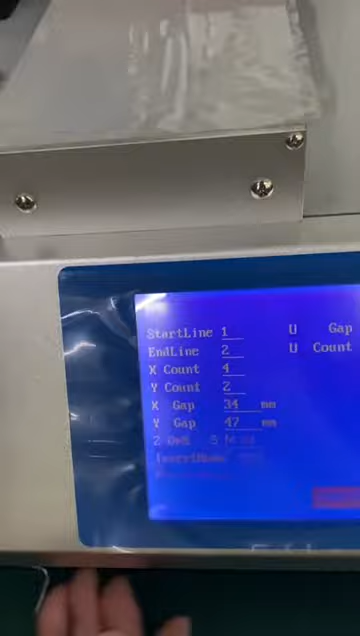 StartLine 1 U Gap
EndLine 2 U Count
X Count 4
Y Count 2
X Gap 34 mm
Y Gap 47 mm